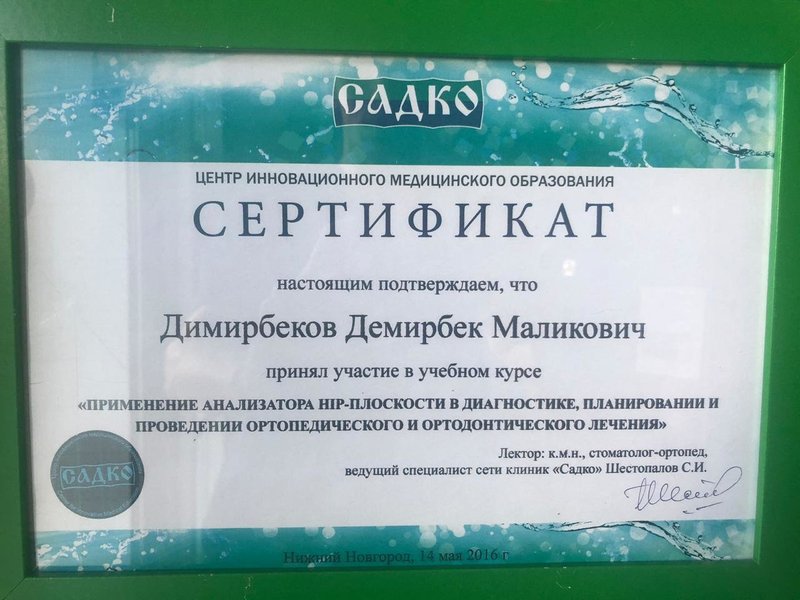 САДКО
ЦЕНТР ИННОВАЦИОННОГО МЕДИЦИНСКОГО ОБРАЗОВАНИЯ
СЕРТИФИКАТ
настоящим подтверждаем, что
Димирбеков Демирбек Маликович
принял участие в учебном курсе
«ПРИМЕНЕНИЕ АНАЛИЗАТОРА HIP-ПЛОСКОСТИ В ДИАГНОСТИКЕ, ПЛАНИРОВАНИИ И
ПРОВЕДЕНИИ ОРТОПЕДИЧЕСКОГО И ОРТОДОНТИЧЕСКОГО ЛЕЧЕНИЯ»
Лектор: к.м.н., стоматолог-ортопед,
ведущий специалист сети клиник «Садко» Шестопалов С.И.
САДКО
Нижний Новгород, 14 мая 2016 г